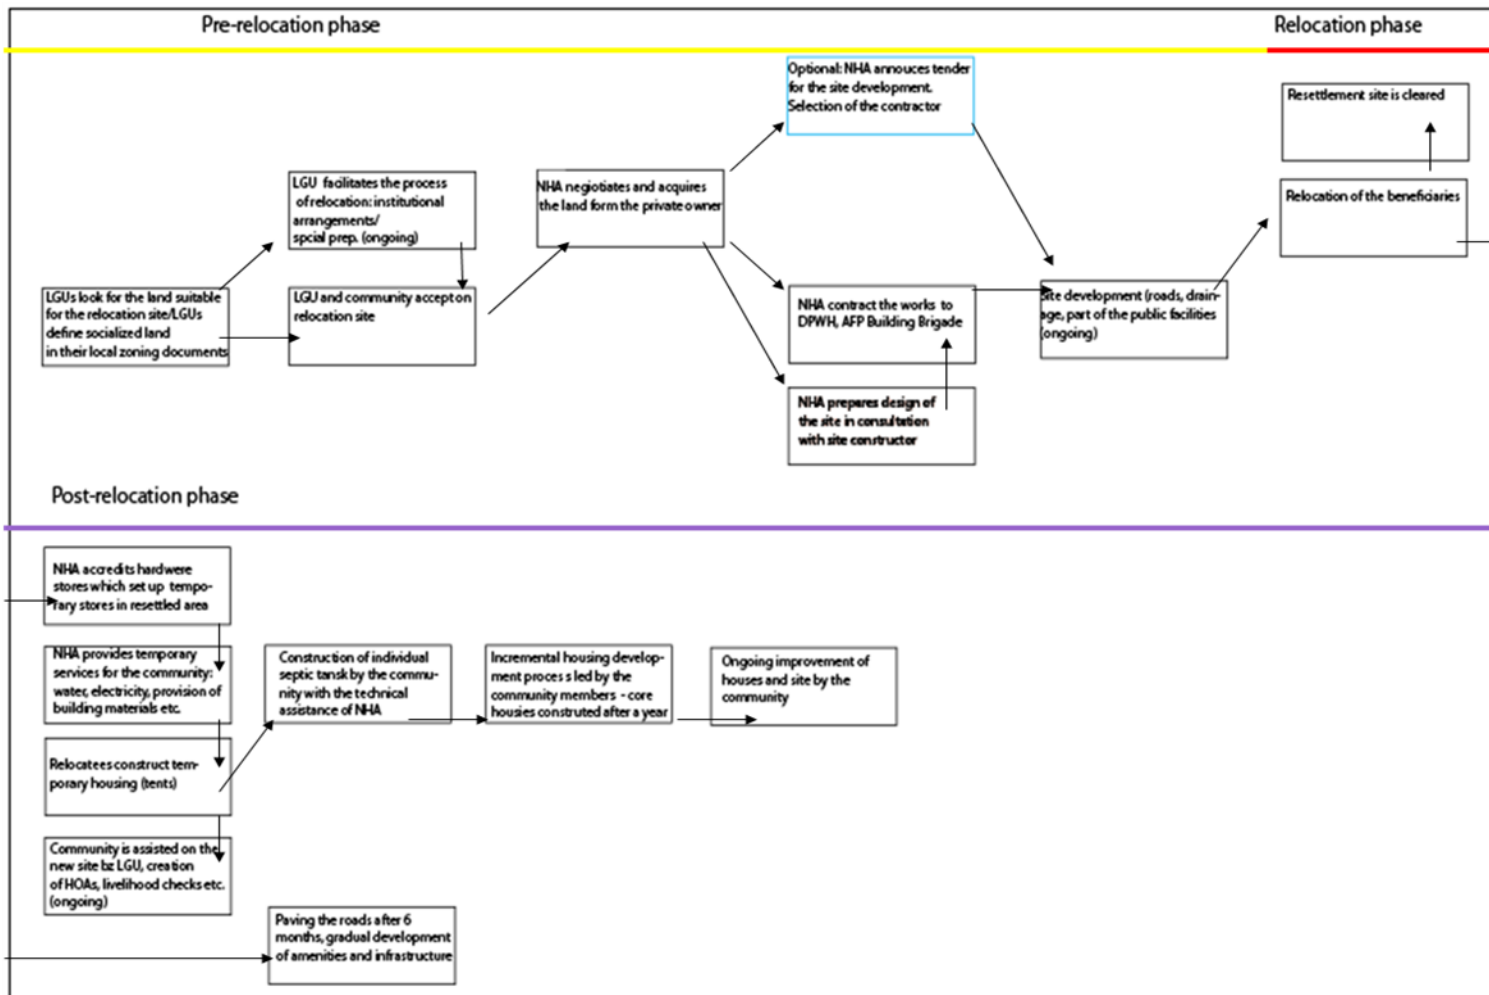 Pre-relocation phase
Relocation phase
Optional: NHA annouces tender
for the site development.
Selection of the contractor
Resettlement site is cleared
LGU facilitates the process
of relocation: institutional
arrangements/
spcial prep. (ongoing)
NHA negiotiates and acquires
the land form the private owner
Relocation of the beneficiaries
LGUs look for the land suitable
for the relocation site/LGUs
define socialized land
in their local zoning documents
LGU and community accept on
relocation site
NHA contract the works to
DPWH, AFP Building Brigade
Site development (roads, drain-
age, part of the public facilities
(ongoing)
NHA prepares design of
the site in consultation
with site constructor
Post-relocation phase
NHA accredits hardwere
stores which set up tempo-
rary stores in resettled area
NHA provides temporary
services for the community:
water, electricity, provision of
building materials etc.
Construction of individual
septic tansk by the commu-
nity with the technical
assistance of NHA
Incremental housing develop-
ment proces s led by the
community members - core
housies construted after a year
Ongoing improvement of
houses and site by the
community
Relocatees construct tem-
porary housing (tents)
Community is assisted on the
new site bz LGU, creation
of HOAs, livelihood checks etc.
(ongoing)
Paving the roads after 6
months, gradual development
of amenities and infrastructure